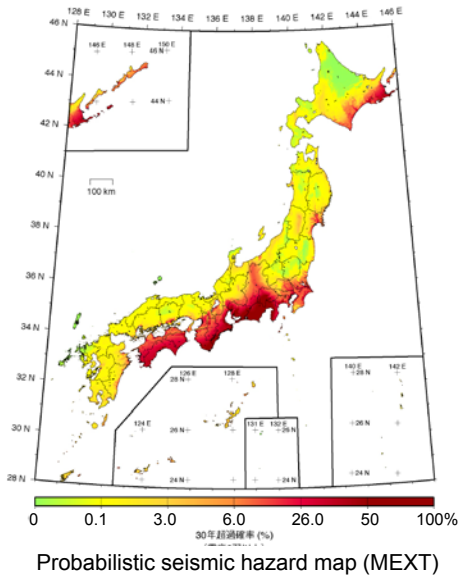 128 E 130 E 132 E 134 E 136 E 138 E 140 E 142 E 144 E 146 E
46 N
146 E 148 E 150 E
46 N
44 N
44 N
42 N
40 N
100 km
38 N
36 N
34 N
32 N
126 E 128 E
28 N
140 E 142 E
28 N
30 N
124 E
26 N
131 E 132 E
26 N
26 N
28 N
24 N
24 N
24 N
0 0.1 3.0 6.0 26.0 50 100%
30年超過確率 (%)
Probabilistic seismic hazard map (MEXT)